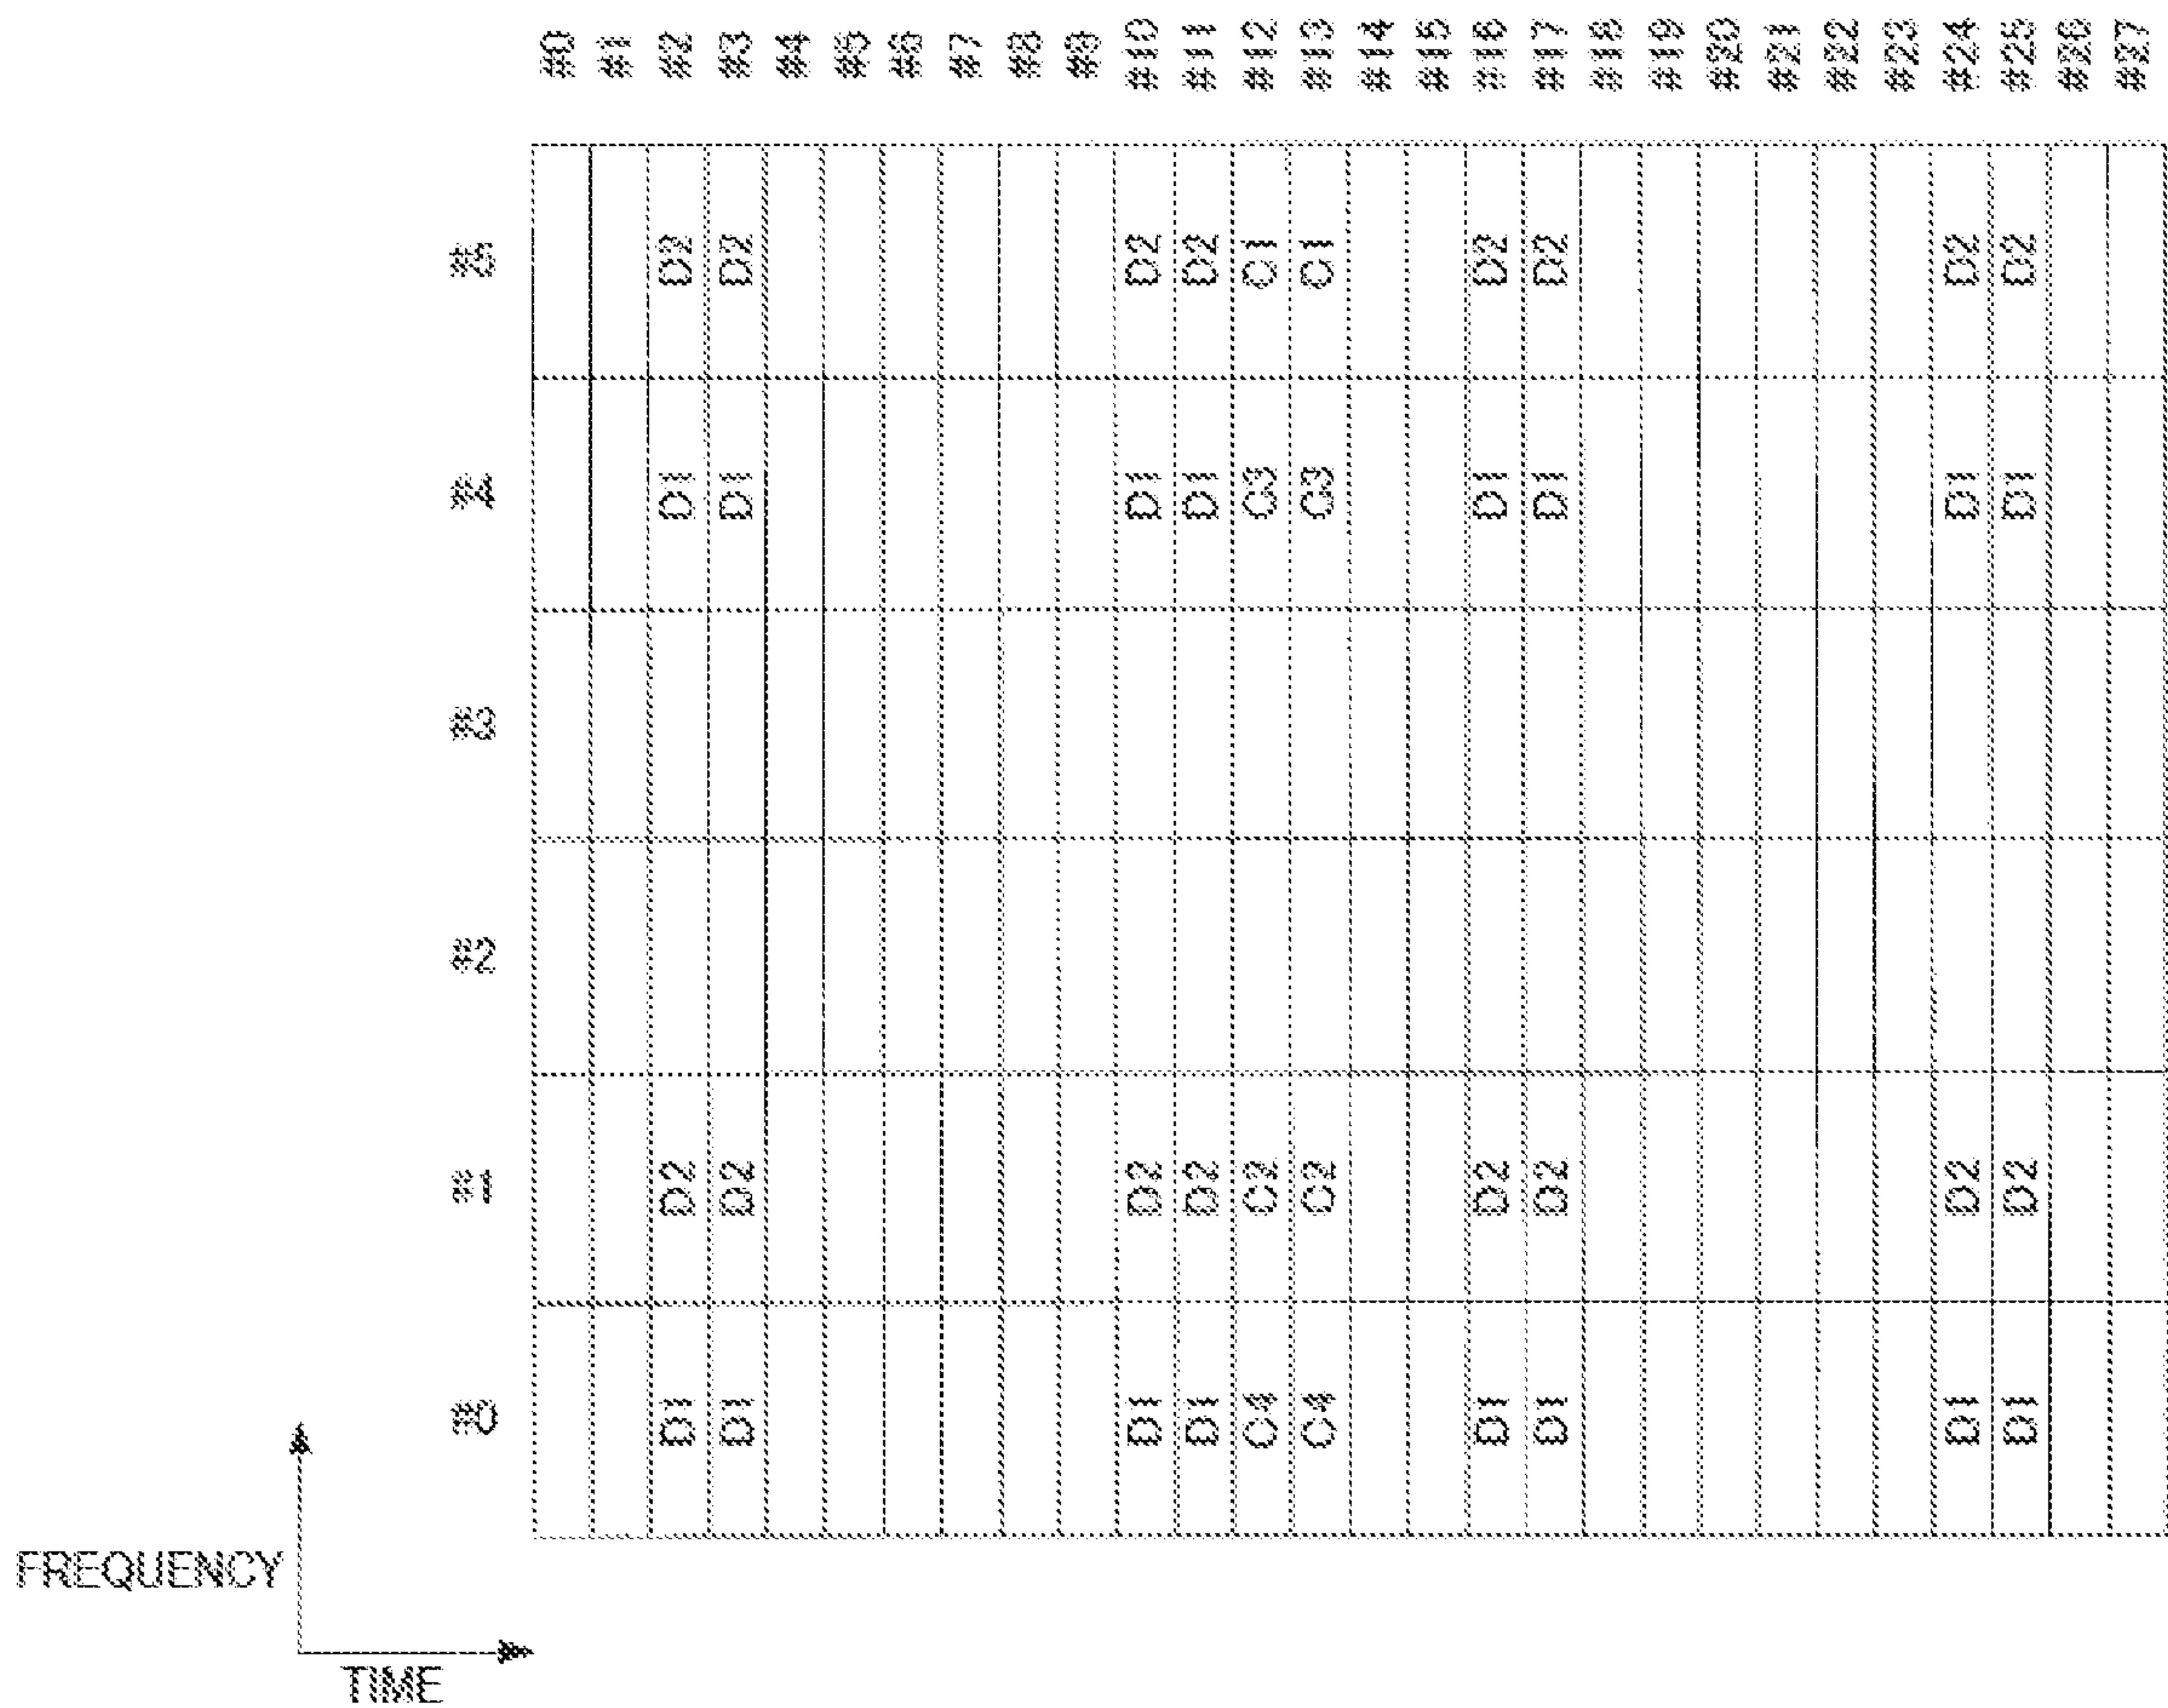 #0 #1 #2 #3 #4 #5 #6 #7 #8 #9 #10 #11 #12 #13 #14 #15 #16 #17 #18 #19 #20 #21 #22 #23 #24 #25 #26 #27
#5 D2 D2 D2 D2 C1 C1 D2 D2 D2 D2
#4 D1 D1 D1 D1 C3 C3 D1 D1 D1 D1
#3
#2
#1 D2 D2 D2 D2 C2 C2 D2 D2 D2 D2
#0 D1 D1 D1 D1 C4 C4 D1 D1 D1 D1
FREQUENCY
TIME